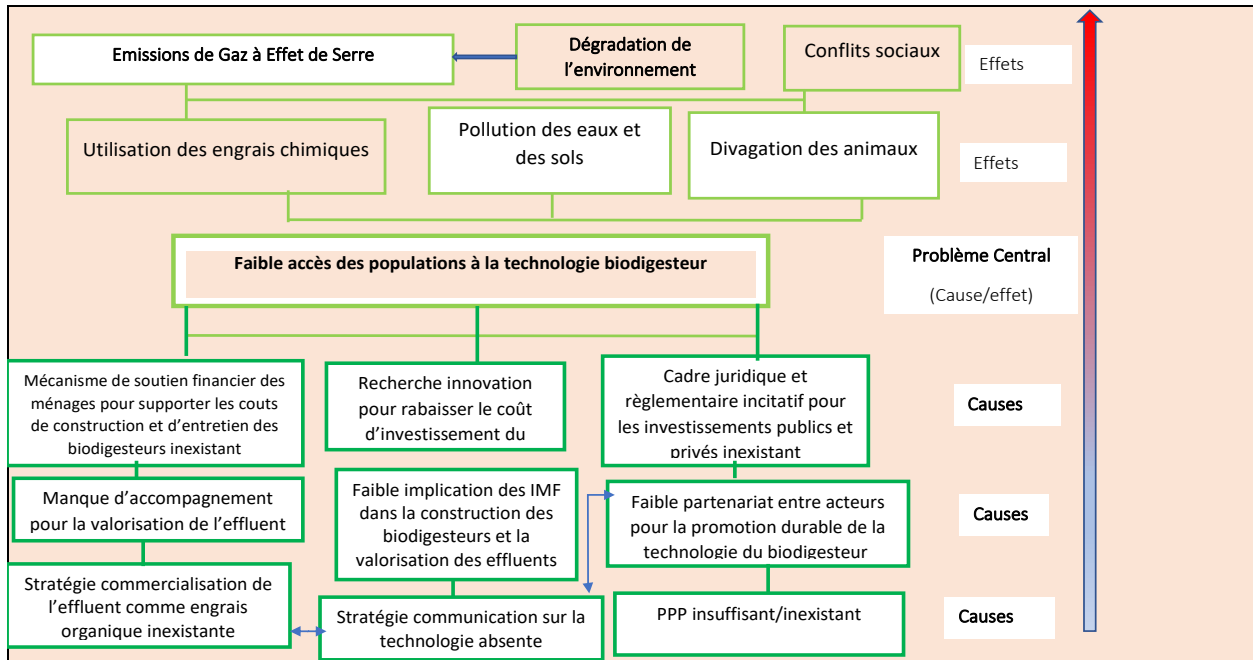 Emissions de Gaz à Effet de Serre
Dégradation de
l'environnement
Conflits sociaux
Effets
Utilisation des engrais chimiques
Pollution des eaux et
des sols
Divagation des animaux
Effets
Faible accès des populations à la technologie biodigesteur
Problème Central
(Cause/effet)
Mécanisme de soutien financier des
ménages pour supporter les couts
de construction et d'entretien des
biodigesteurs inexistant
Recherche innovation
pour rabaisser le coût
d'investissement du
Cadre juridique et
règlementaire incitatif pour
les investissements publics et
privés inexistant
Causes
Manque d'accompagnement
pour la valorisation de l'effluent
Faible implication des IMF
dans la construction des
biodigesteurs et la
valorisation des effluents
Faible partenariat entre acteurs
pour la promotion durable de la
technologie du biodigesteur
Causes
Stratégie commercialisation de
l'effluent comme engrais
organique inexistante
Stratégie communication sur la
technologie absente
PPP insuffisant/inexistant
Causes